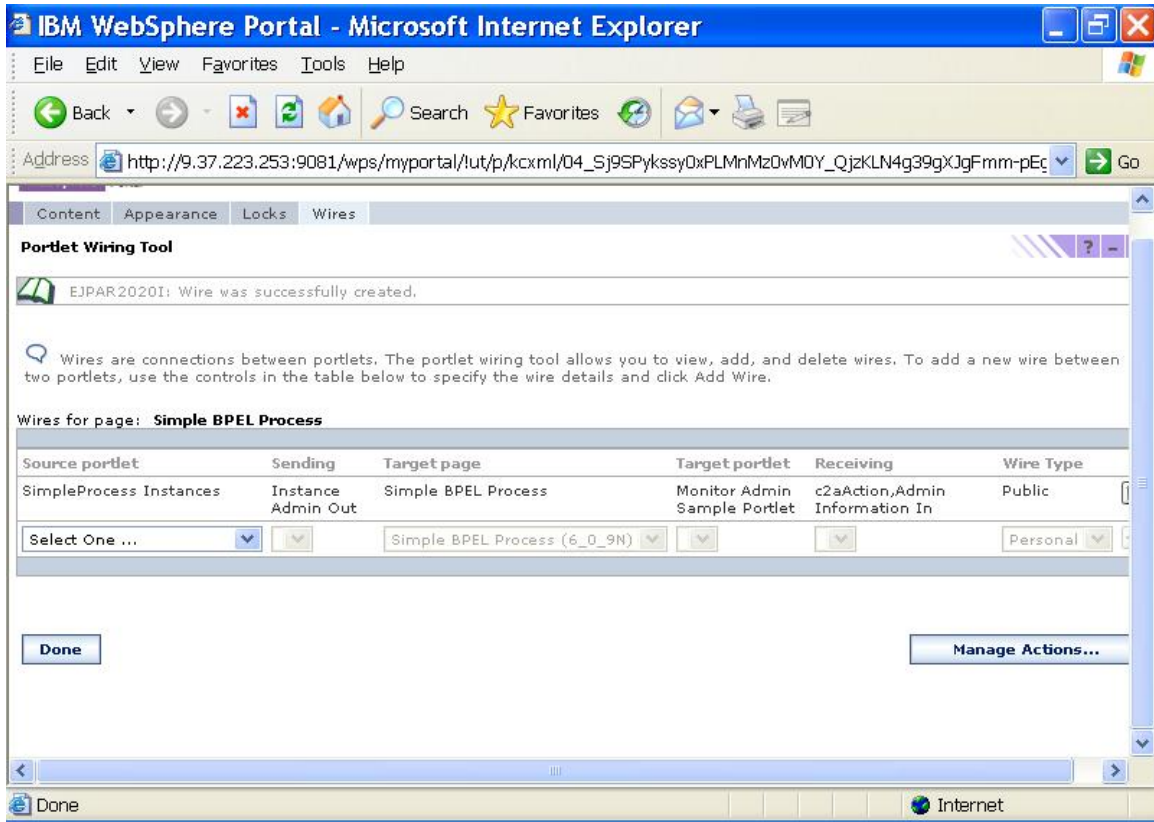 IBM WebSphere Portal - Microsoft Internet Explorer
File Edit View Favorites Tools Help
Back Search Favorites
Address http://9.37.223.253:9081/wps/myportal/!ut/p/kcxml/04_Sj9SPykssy0xPLMnMz0vM0Y_QjzKLN4g39gXJgFmm-pEc Go
Content Appearance Locks Wires
Portlet Wiring Tool ? -
EJPAR2020I: Wire was successfully created.
Wires are connections between portlets. The portlet wiring tool allows you to view, add, and delete wires. To add a new wire between
two portlets, use the controls in the table below to specify the wire details and click Add Wire.
Wires for page: Simple BPEL Process
Source portlet Sending Target page Target portlet Receiving Wire Type
SimpleProcess Instances Instance Simple BPEL Process Monitor Admin c2aAction,Admin Public
Admin Out Sample Portlet Information In
Select One ... Simple BPEL Process (6_0_9N) Personal
Done Manage Actions...
Done Internet